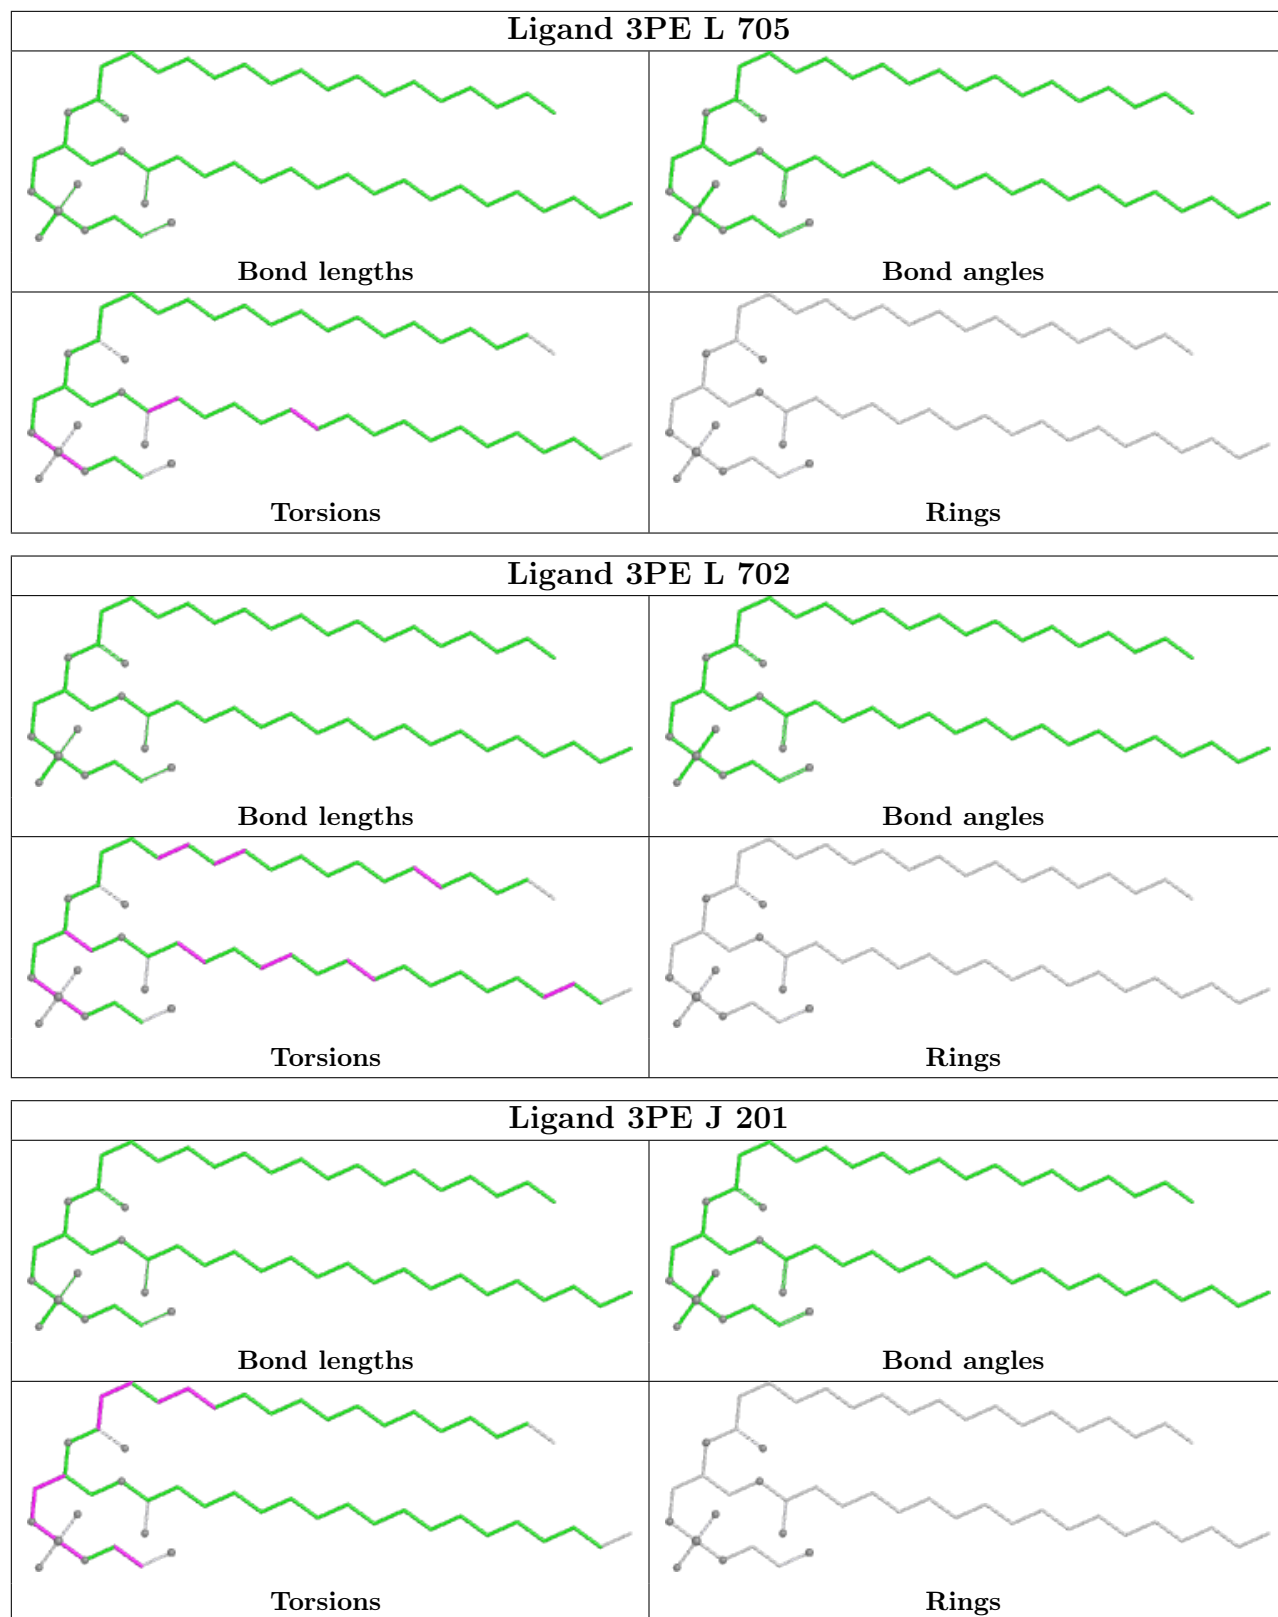 Ligand 3PE L 705
Bond lengths
Bond angles
Torsions
Rings
Ligand 3PE L 702
Bond lengths
Bond angles
Torsions
Rings
Ligand 3PE J 201
Bond lengths
Bond angles
Torsions
Rings